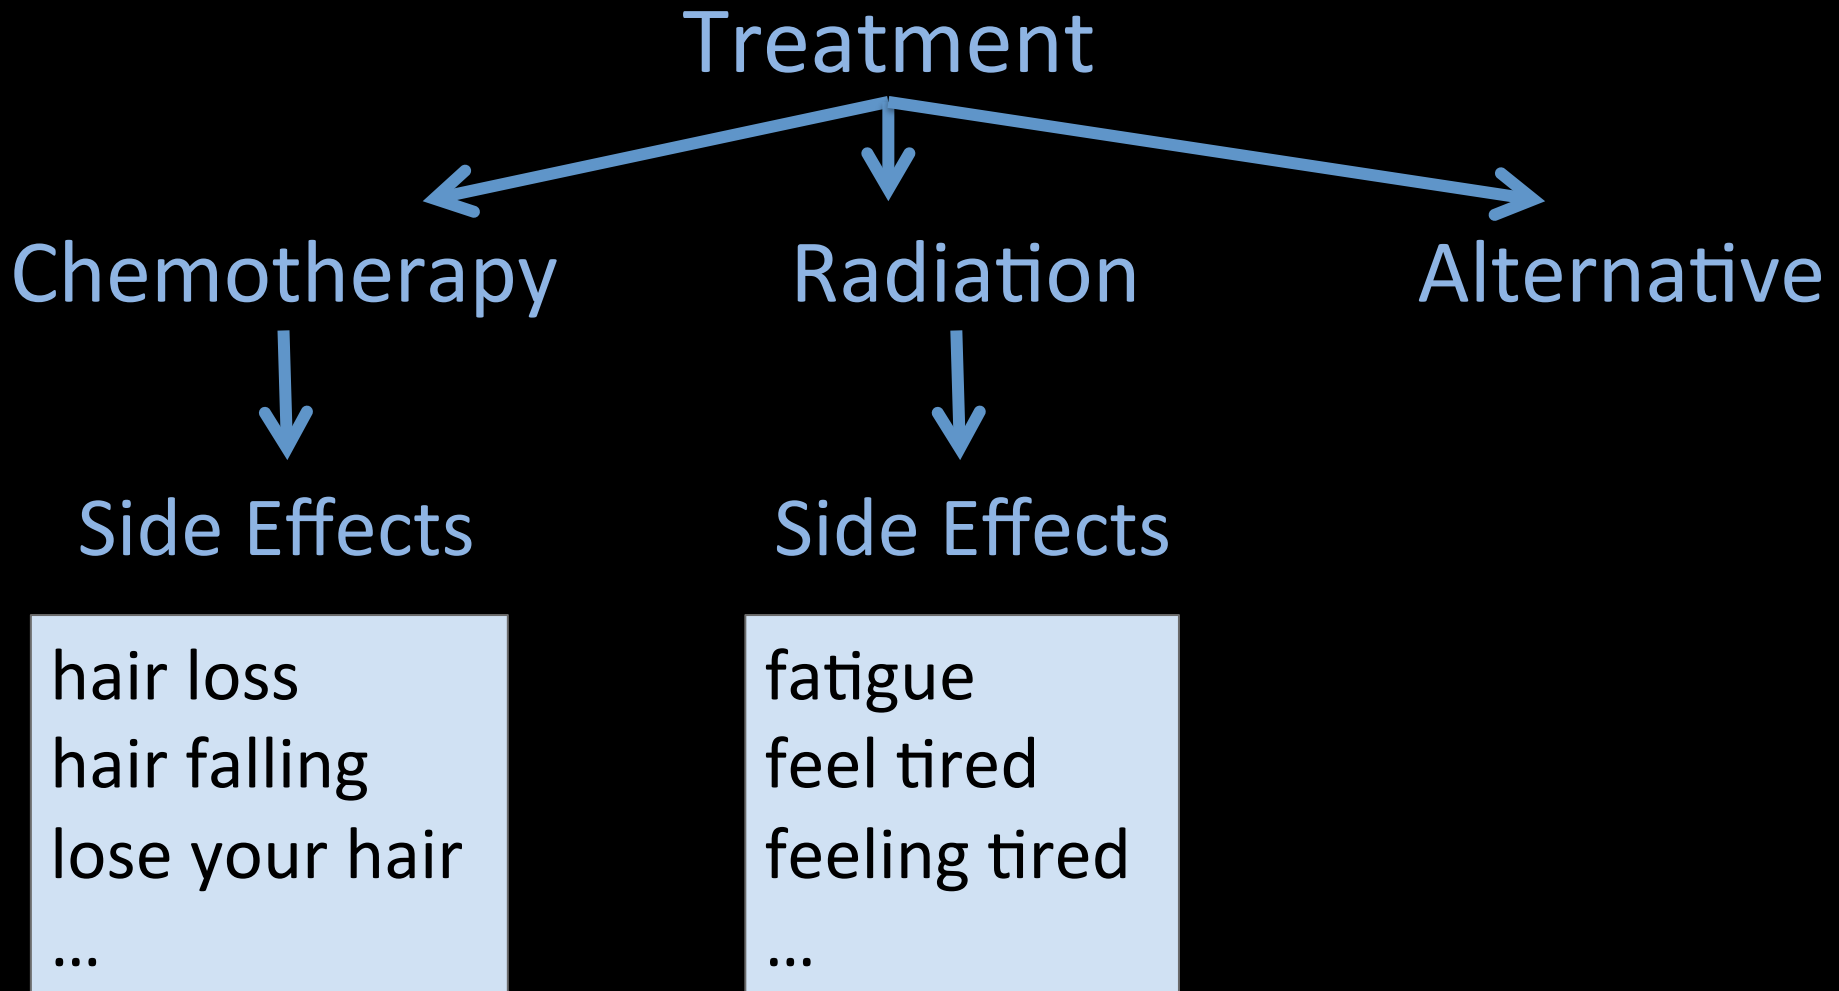 Treatment
Chemotherapy
Radiation
Alternative
Side Effects
Side Effects
hair loss
hair falling
lose your hair
...
fatigue
feel tired
feeling tired
...